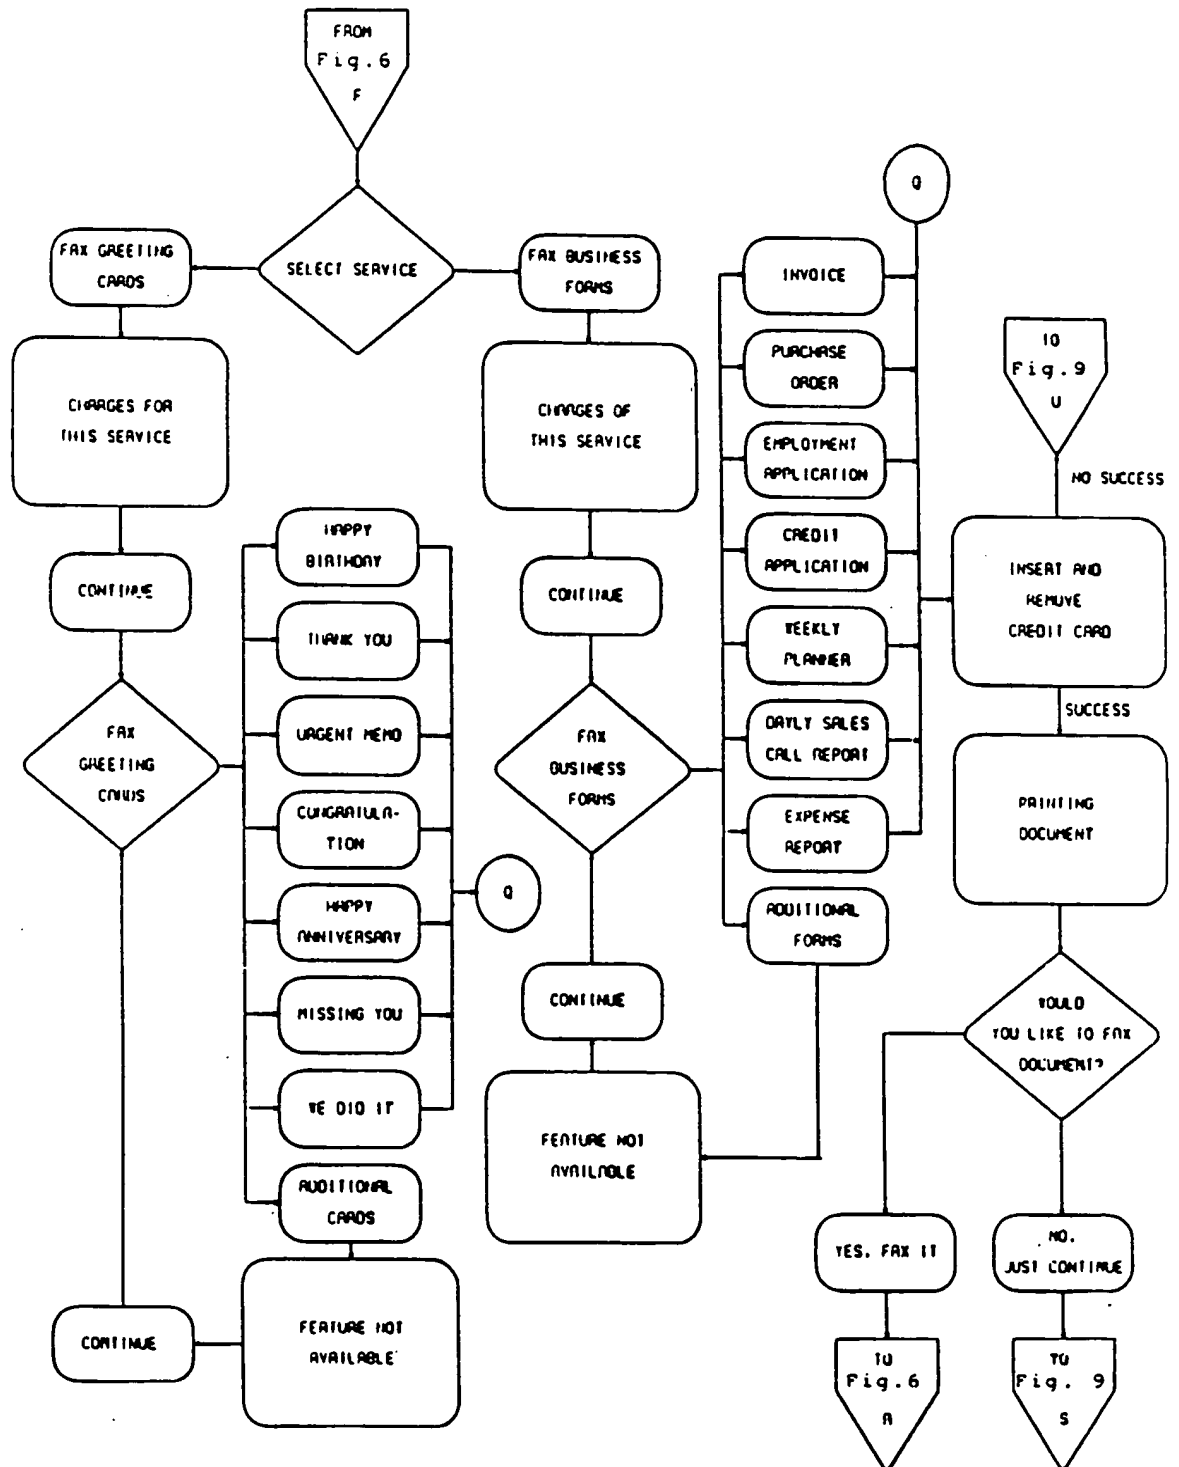 FROM
Fig.6
F
SELECT SERVICE
FAX GREETING
CARDS
FAX BUSINESS
FORMS
CHARGES FOR
THIS SERVICE
CONTINUE
FAX
GREETING
CARDS
HAPPY
BIRTHDAY
THANK YOU
URGENT MEMO
CONGRATULA-
TION
HAPPY
ANNIVERSARY
MISSING YOU
WE DID IT
ADDITIONAL
CARDS
FEATURE NOT
AVAILABLE
CONTINUE
Q
CHARGES OF
THIS SERVICE
CONTINUE
FAX
BUSINESS
FORMS
CONTINUE
FEATURE NOT
AVAILABLE
Q
INVOICE
PURCHASE
ORDER
EMPLOYMENT
APPLICATION
CREDIT
APPLICATION
WEEKLY
PLANNER
DAYLY SALES
CALL REPORT
EXPENSE
REPORT
ADDITIONAL
FORMS
TO
Fig.9
U
NO SUCCESS
INSERT AND
REMOVE
CREDIT CARD
SUCCESS
PRINTING
DOCUMENT
WOULD
YOU LIKE TO FAX
DOCUMENT?
YES, FAX IT
NO,
JUST CONTINUE
TO
Fig.6
A
TO
Fig. 9
S